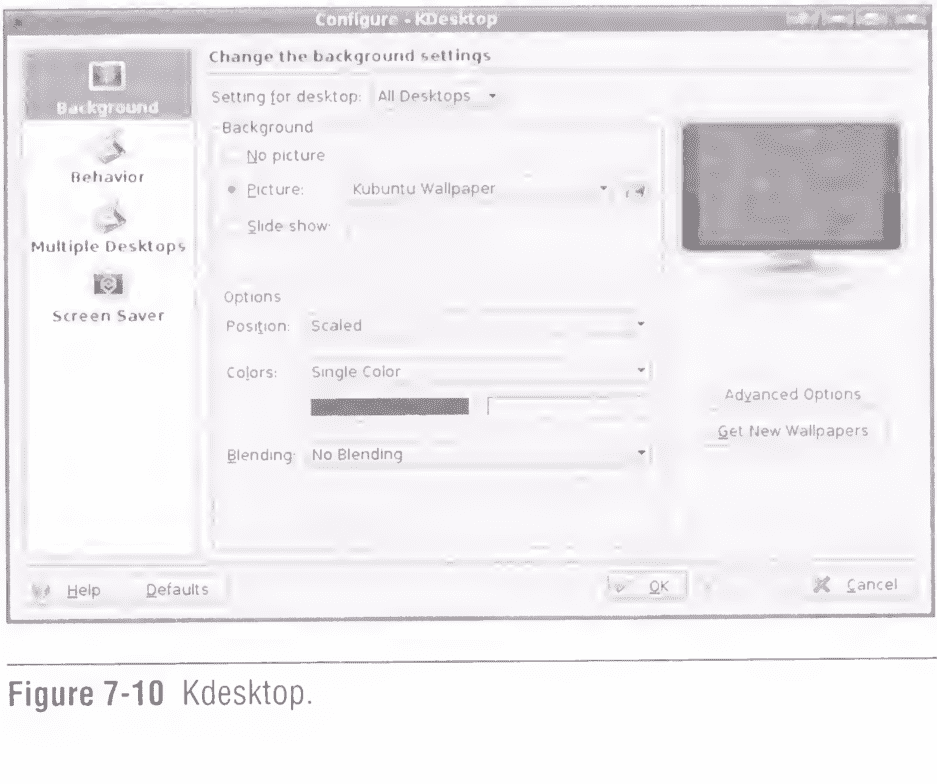 Configure - KDesktop
Background
Behavior
Multiple Desktops
Screen Saver
Change the background settings
Setting for desktop: All Desktops
Background
No picture
Picture: Kubuntu Wallpaper
Slide show:
Options
Position: Scaled
Colors: Single Color
Blending: No Blending
Advanced Options
Get New Wallpapers
Help Defaults OK Cancel
Figure 7-10 Kdesktop.